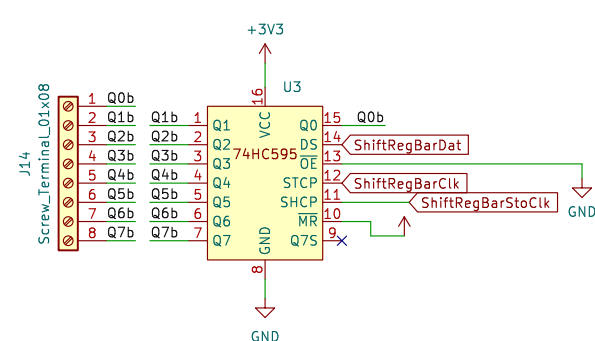 +3V3
U3
J14
Screw_Terminal_01x08
1 Q0b
2 Q1b
3 Q2b
4 Q3b
5 Q4b
6 Q5b
7 Q6b
8 Q7b
Q1b 1 Q1
Q2b 2 Q2
Q3b 3 Q3
Q4b 4 Q4
Q5b 5 Q5
Q6b 6 Q6
Q7b 7 Q7
16 VCC
74HC595
GND 8
Q0 15 Q0b
DS 14 ShiftRegBarDat
OE 13
STCP 12 ShiftRegBarClk
SHCP 11 ShiftRegBarStoClk
MR 10
Q7S 9
GND
GND